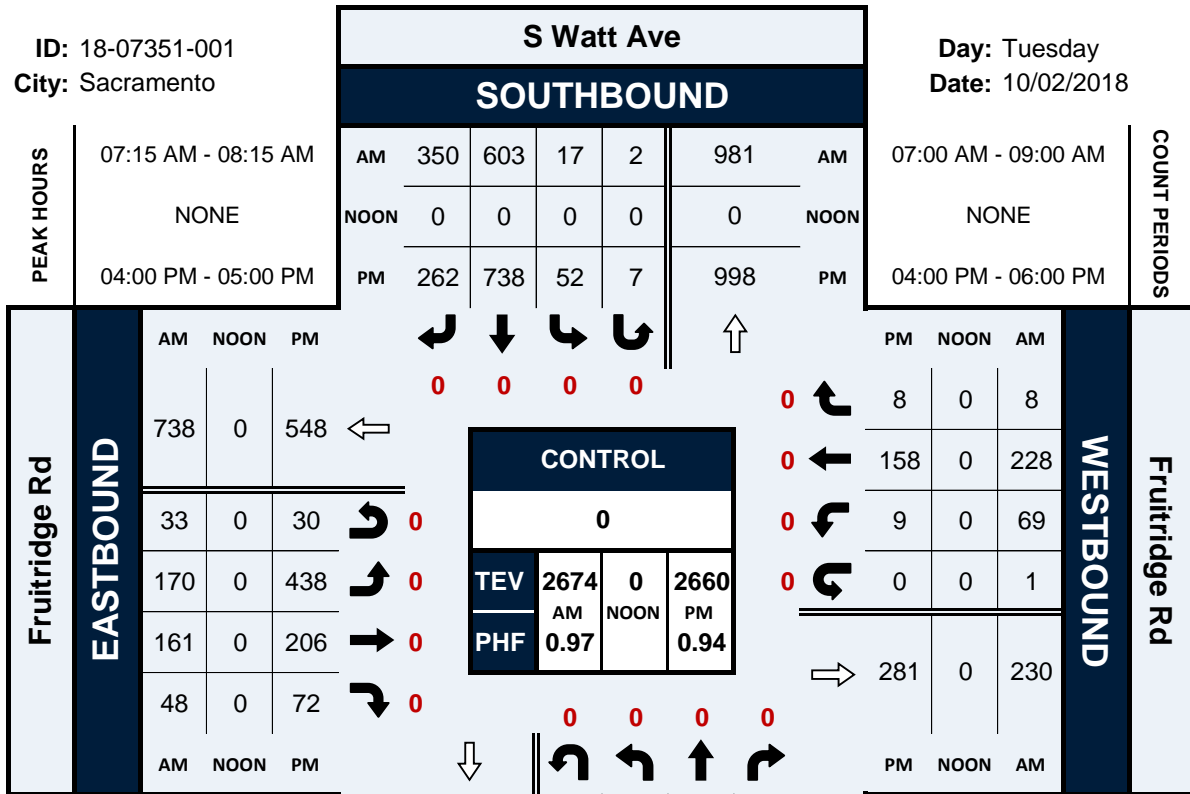 ID: 18-07351-001
City: Sacramento
S Watt Ave
SOUTHBOUND
Day: Tuesday
Date: 10/02/2018
PEAK HOURS
07:15 AM - 08:15 AM
NONE
04:00 PM - 05:00 PM
AM 350 603 17 2 981 AM
NOON 0 0 0 0 0 NOON
PM 262 738 52 7 998 PM
07:00 AM - 09:00 AM
NONE
04:00 PM - 06:00 PM
COUNT PERIODS
0 0 0 0
Fruitridge Rd
EASTBOUND
AM NOON PM
738 0 548
33 0 30 0
170 0 438 0
161 0 206 0
48 0 72 0
AM NOON PM
CONTROL
0
TEV 2674 0 2660
AM NOON PM
PHF 0.97 0.94
0 0 0 0
PM NOON AM
0 8 0 8
0 158 0 228
0 9 0 69
0 0 0 1
281 0 230
PM NOON AM
WESTBOUND
Fruitridge Rd